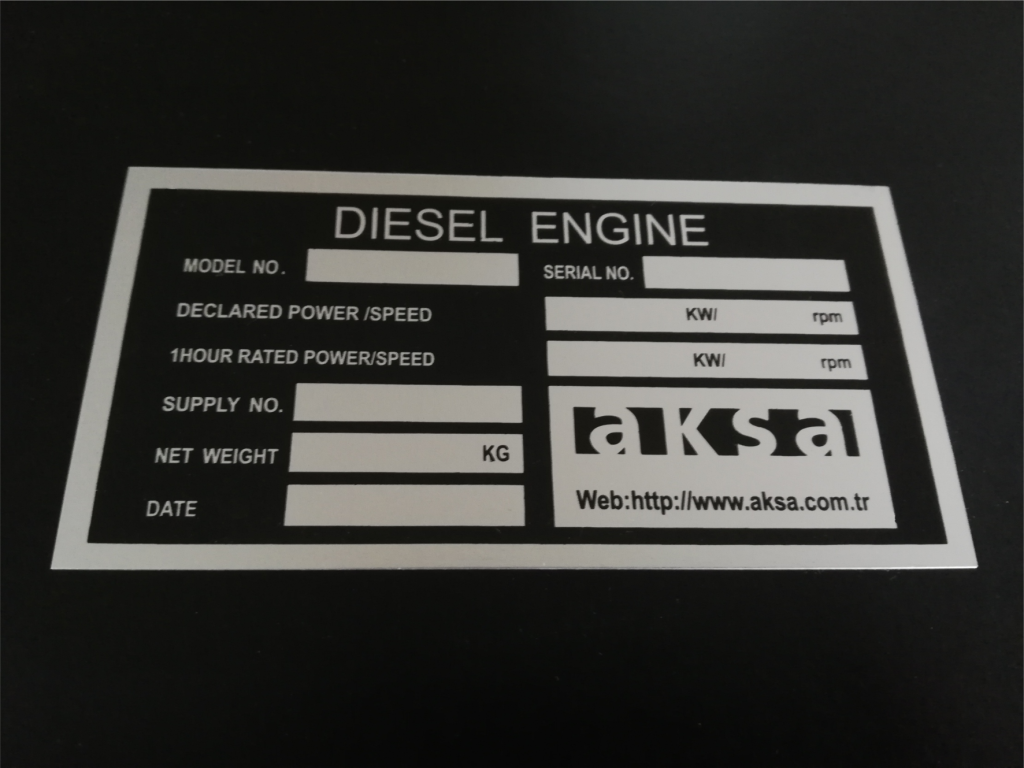 DIESEL ENGINE
MODEL NO. SERIAL NO.
DECLARED POWER /SPEED KW/ rpm
1HOUR RATED POWER/SPEED KW/ rpm
SUPPLY NO.
aksa
NET WEIGHT KG
DATE
Web:http://www.aksa.com.tr